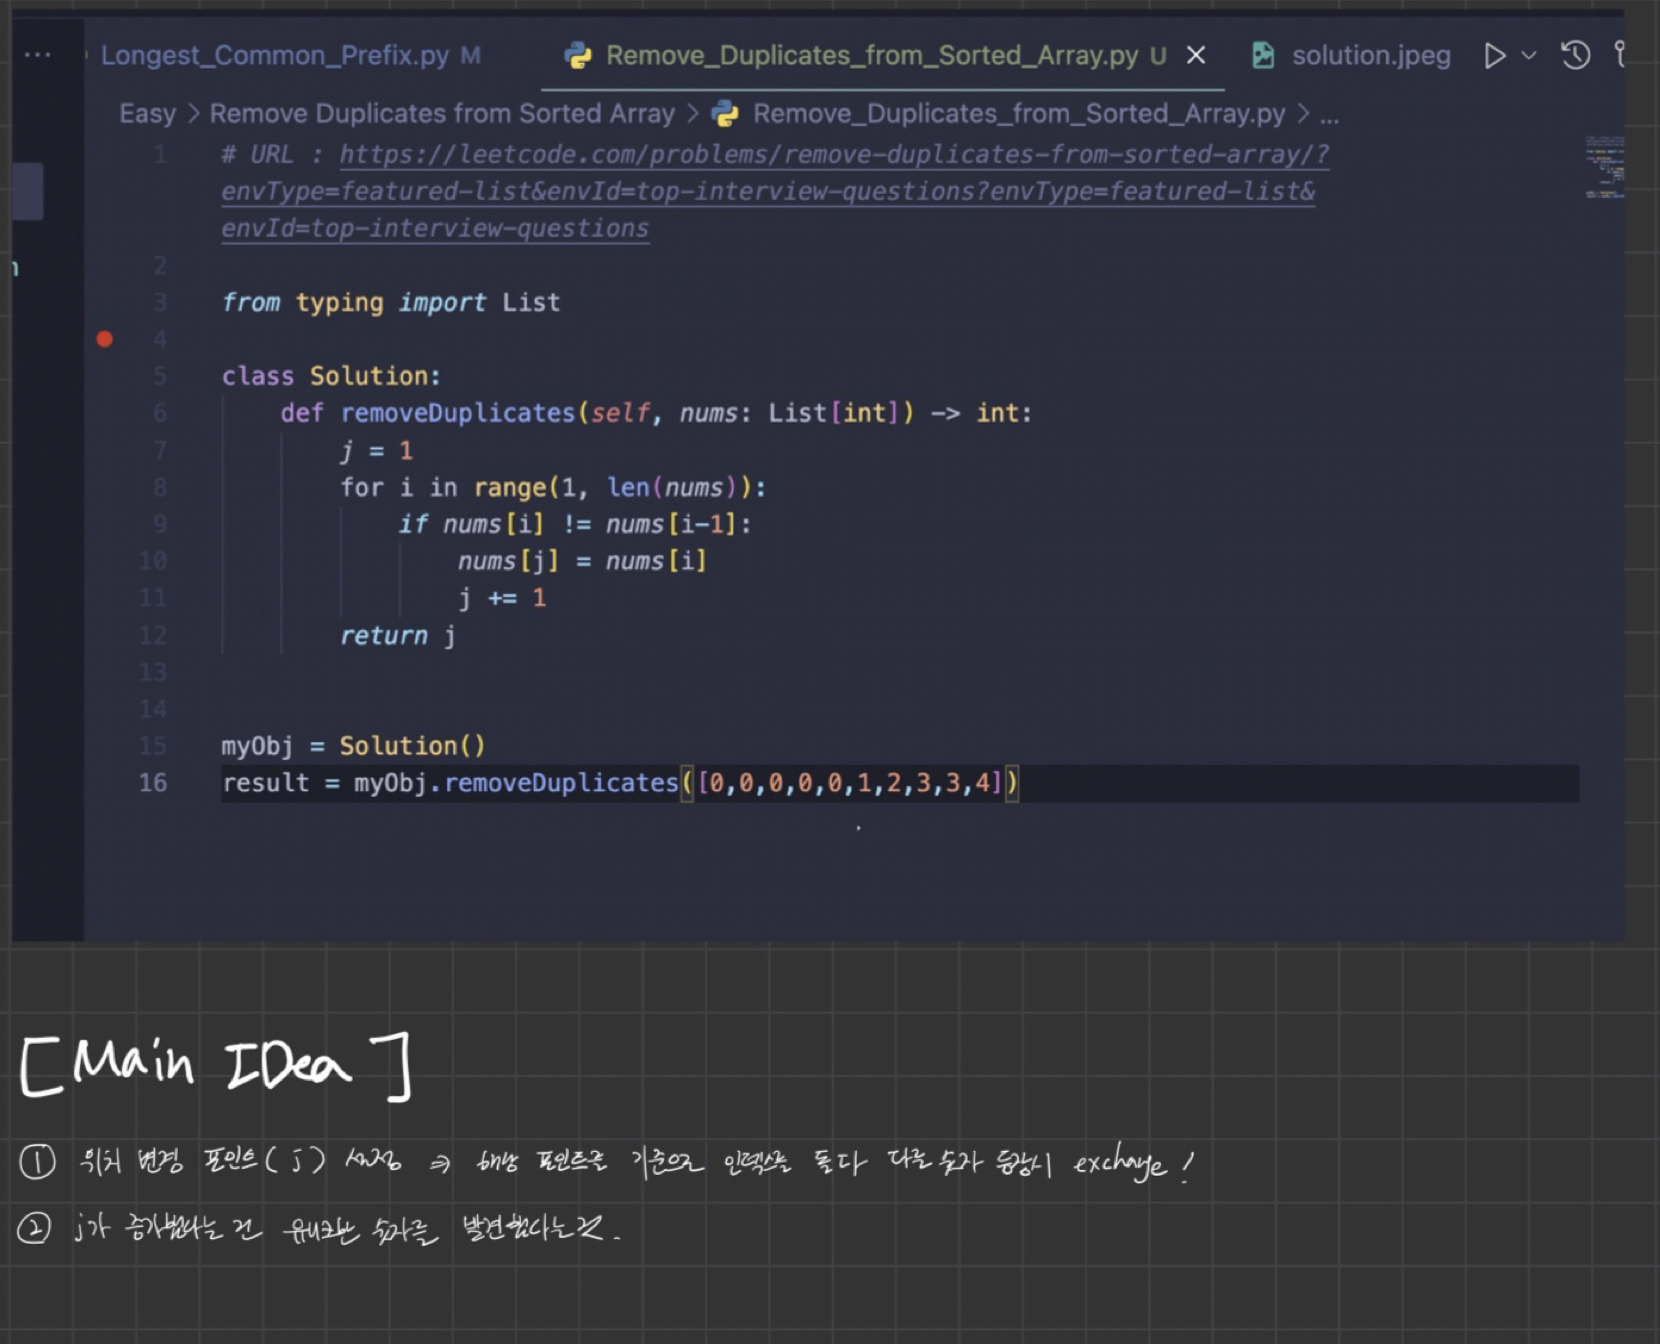 ... Longest_Common_Prefix.py M Remove_Duplicates_from_Sorted_Array.py U × solution.jpeg
Easy > Remove Duplicates from Sorted Array > Remove_Duplicates_from_Sorted_Array.py > ...
1 # URL : https://leetcode.com/problems/remove-duplicates-from-sorted-array/?
envType=featured-list&envId=top-interview-questions?envType=featured-list&
envId=top-interview-questions
2
3 from typing import List
4
5 class Solution:
6 def removeDuplicates(self, nums: List[int]) -> int:
7 j = 1
8 for i in range(1, len(nums)):
9 if nums[i] != nums[i-1]:
10 nums[j] = nums[i]
11 j += 1
12 return j
13
14
15 myObj = Solution()
16 result = myObj.removeDuplicates([0,0,0,0,0,1,2,3,3,4])
[Main IDea]
① 위치 변경 포인트(j) 설정 ⇒ 해당 포인트를 기준으로 인덱스를 돌다 다른 숫자 등장시 exchange!
② j가 증가했다는 건 유니크한 숫자를 발견했다는 것.